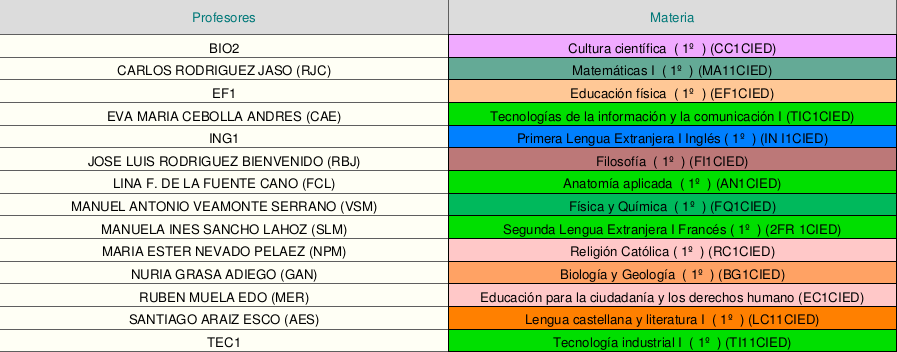 Profesores Materia
BIO2 Cultura científica ( 1º ) (CC1CIED)
CARLOS RODRIGUEZ JASO (RJC) Matemáticas I ( 1º ) (MA11CIED)
EF1 Educación física ( 1º ) (EF1CIED)
EVA MARIA CEBOLLA ANDRES (CAE) Tecnologías de la información y la comunicación I (TIC1CIED)
ING1 Primera Lengua Extranjera I Inglés ( 1º ) (IN I1CIED)
JOSE LUIS RODRIGUEZ BIENVENIDO (RBJ) Filosofía ( 1º ) (FI1CIED)
LINA F. DE LA FUENTE CANO (FCL) Anatomía aplicada ( 1º ) (AN1CIED)
MANUEL ANTONIO VEAMONTE SERRANO (VSM) Física y Química ( 1º ) (FQ1CIED)
MANUELA INES SANCHO LAHOZ (SLM) Segunda Lengua Extranjera I Francés ( 1º ) (2FR 1CIED)
MARIA ESTER NEVADO PELAEZ (NPM) Religión Católica ( 1º ) (RC1CIED)
NURIA GRASA ADIEGO (GAN) Biología y Geología ( 1º ) (BG1CIED)
RUBEN MUELA EDO (MER) Educación para la ciudadanía y los derechos humano (EC1CIED)
SANTIAGO ARAIZ ESCO (AES) Lengua castellana y literatura I ( 1º ) (LC11CIED)
TEC1 Tecnología industrial I ( 1º ) (TI11CIED)